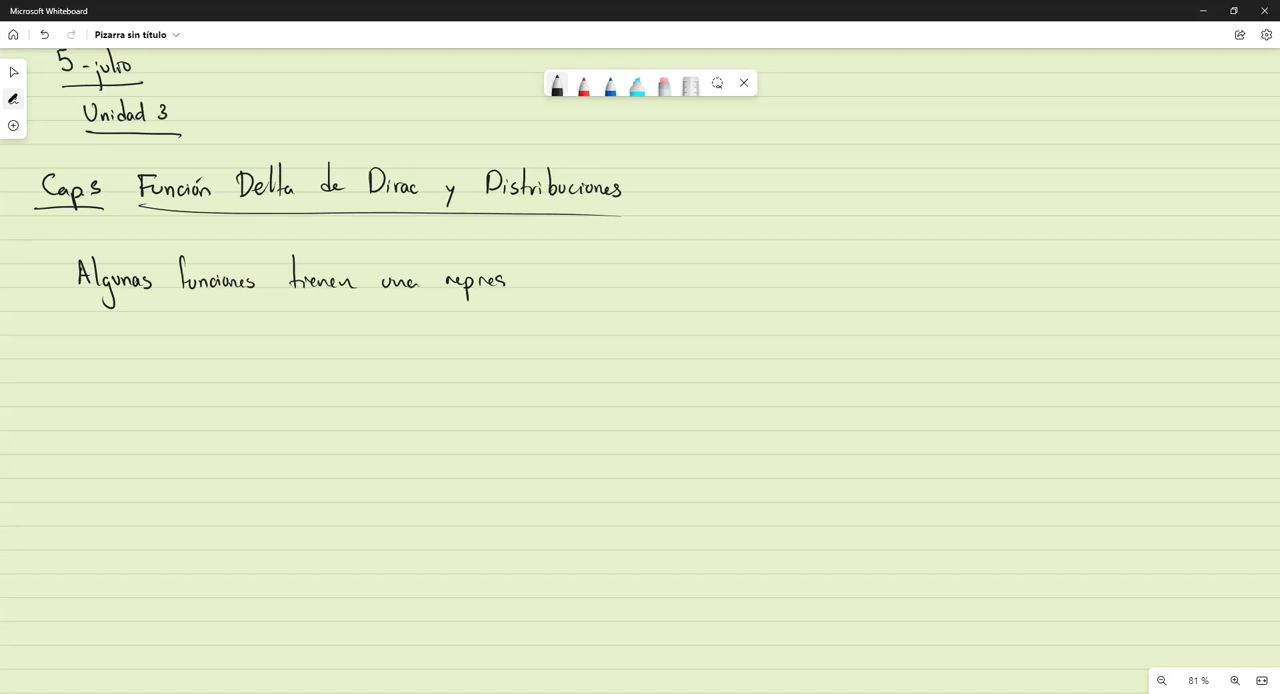 Microsoft Whiteboard
Pizarra sin título
5-julio
Unidad 3
Cap 5 Función Delta de Dirac y Distribuciones
Algunas funciones tienen una repres
81 %